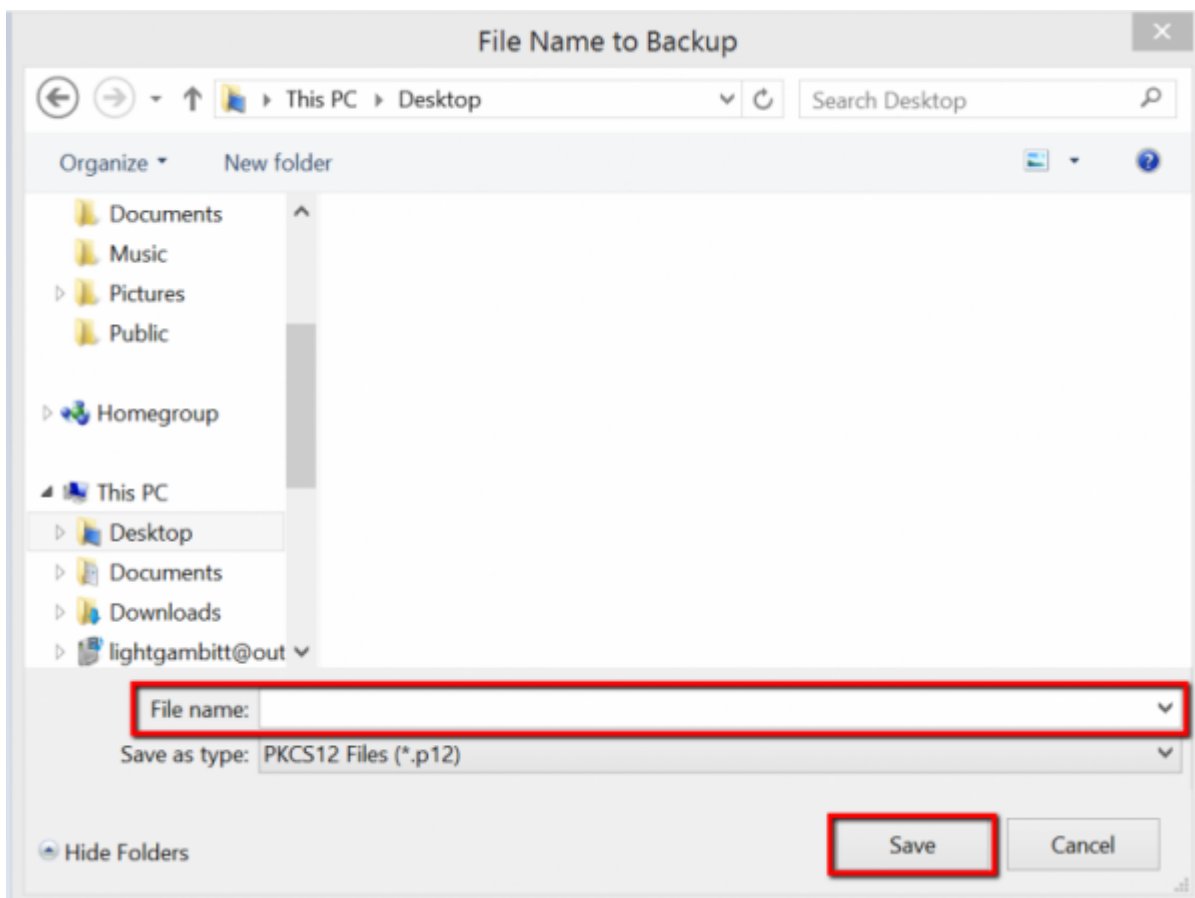 File Name to Backup
This PC Desktop
Search Desktop
Organize
New folder
Documents
Music
Pictures
Public
Homegroup
This PC
Desktop
Documents
Downloads
lightgambitt@out
File name:
Save as type: PKCS12 Files (*.p12)
Hide Folders
Save
Cancel